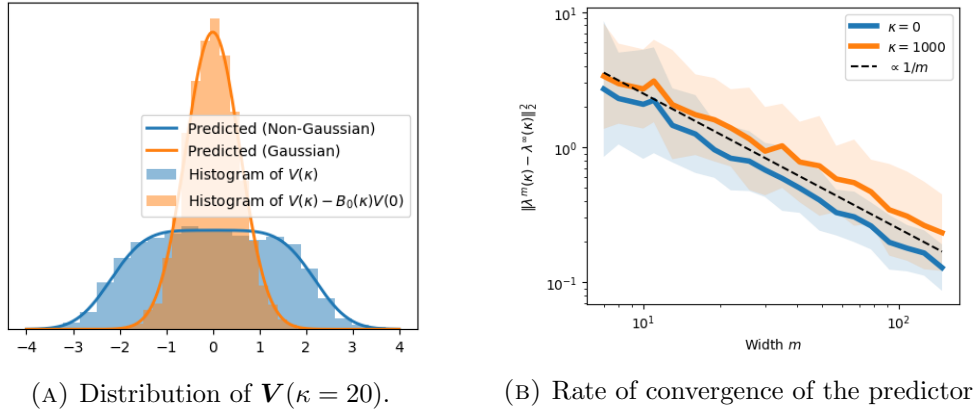 Predicted (Non-Gaussian)
Predicted (Gaussian)
Histogram of V(κ)
Histogram of V(κ) − B₀(κ)V(0)
−4 −3 −2 −1 0 1 2 3 4
(A) Distribution of V(κ = 20).
10¹
10⁰
10⁻¹
‖λᵐ(κ) − λ^∞(κ)‖₂²
κ = 0
κ = 1000
∝ 1/m
10¹ 10²
Width m
(B) Rate of convergence of the predictor